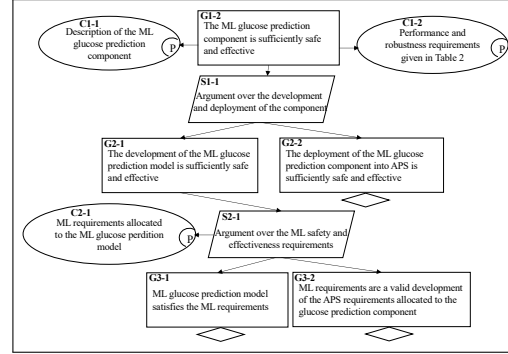 C1-1
Description of the ML
glucose prediction
component
P
G1-2
The ML glucose prediction
component is sufficiently safe
and effective
C1-2
Performance and
robustness requirements
given in Table 2
P
S1-1
Argument over the development
and deployment of the component
G2-1
The development of the ML glucose
prediction model is sufficiently safe
and effective
G2-2
The deployment of the ML glucose
prediction component into APS is
sufficiently safe and effective
C2-1
ML requirements allocated
to the ML glucose perdition
model
P
S2-1
Argument over the ML safety and
effectiveness requirements
G3-1
ML glucose prediction model
satisfies the ML requirements
G3-2
ML requirements are a valid development
of the APS requirements allocated to the
glucose prediction component